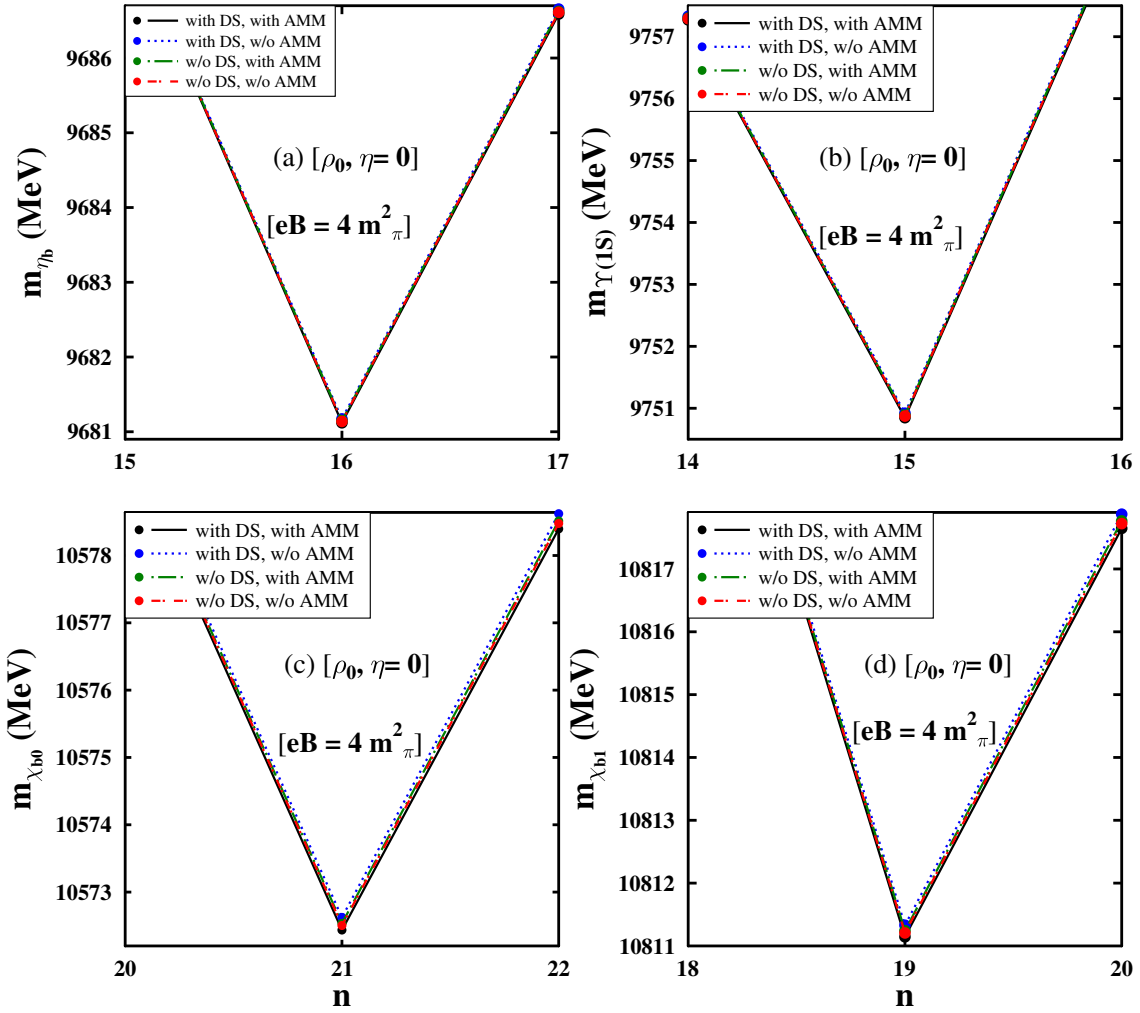 with DS, with AMM
with DS, w/o AMM
w/o DS, with AMM
w/o DS, w/o AMM
(a) [ρ₀, η= 0]
[eB = 4 m²π]
m_ηb (MeV)
9686
9685
9684
9683
9682
9681
15 16 17
with DS, with AMM
with DS, w/o AMM
w/o DS, with AMM
w/o DS, w/o AMM
(b) [ρ₀, η= 0]
[eB = 4 m²π]
m_ϒ(1S) (MeV)
9757
9756
9755
9754
9753
9752
9751
14 15 16
with DS, with AMM
with DS, w/o AMM
w/o DS, with AMM
w/o DS, w/o AMM
(c) [ρ₀, η= 0]
[eB = 4 m²π]
m_χb0 (MeV)
10578
10577
10576
10575
10574
10573
20 21 22
n
with DS, with AMM
with DS, w/o AMM
w/o DS, with AMM
w/o DS, w/o AMM
(d) [ρ₀, η= 0]
[eB = 4 m²π]
m_χb1 (MeV)
10817
10816
10815
10814
10813
10812
10811
18 19 20
n